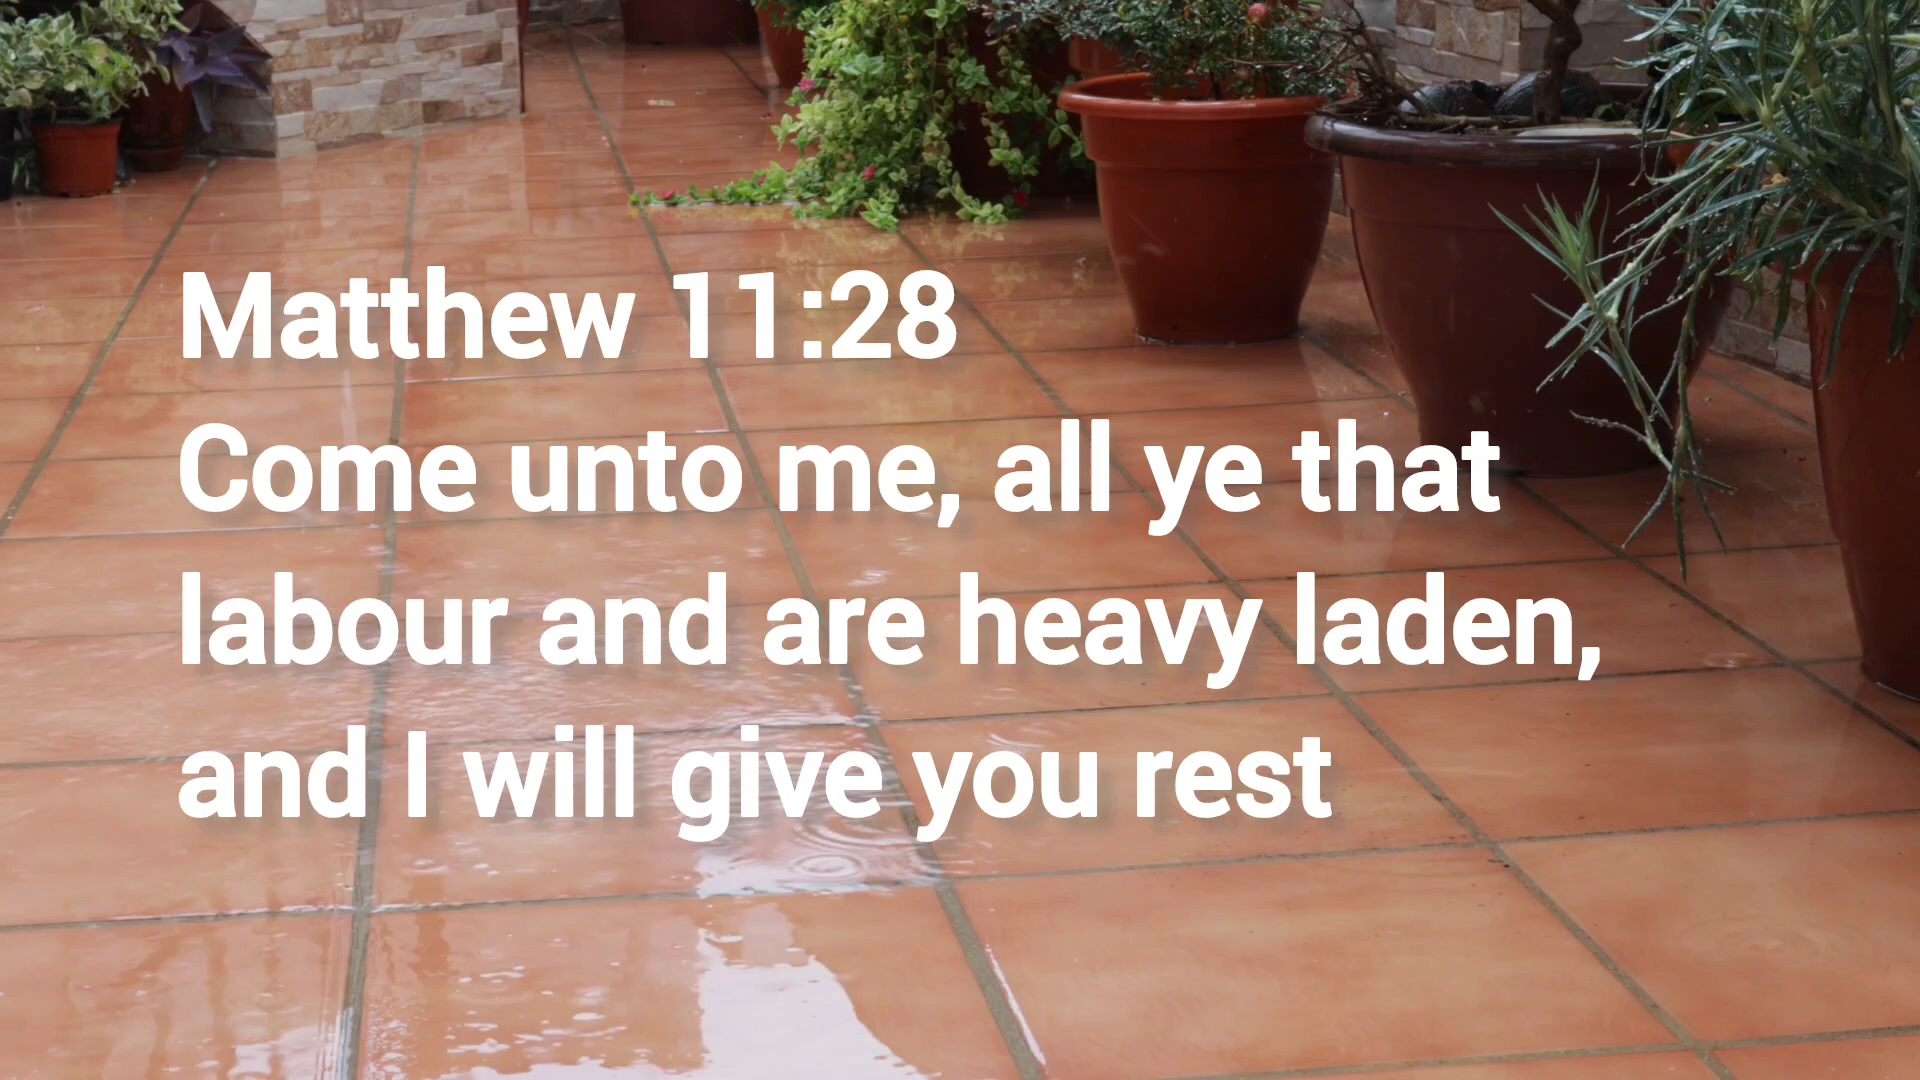 Matthew 11:28
Come unto me, all ye that
labour and are heavy laden,
and I will give you rest